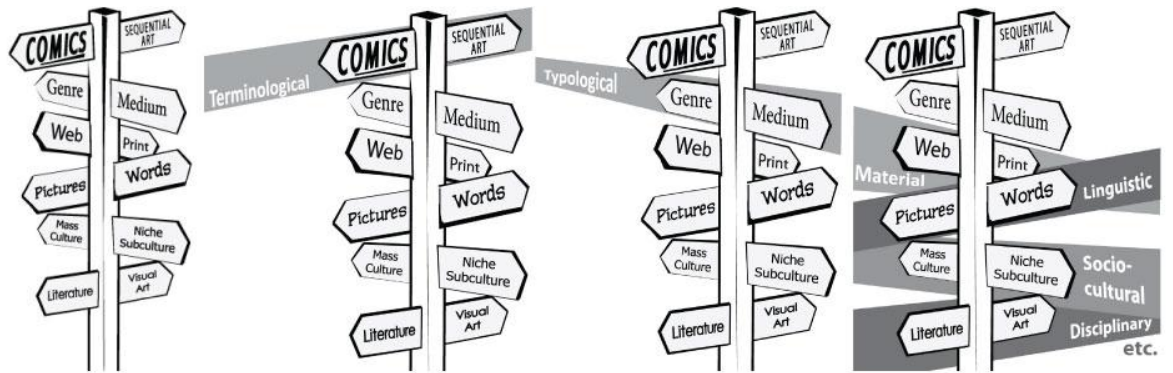 COMICS
SEQUENTIAL
ART
Genre
Medium
Web
Print
Pictures
Words
Mass
Culture
Niche
Subculture
Literature
Visual
Art
Terminological
COMICS
SEQUENTIAL
ART
Genre
Medium
Web
Print
Pictures
Words
Mass
Culture
Niche
Subculture
Literature
Visual
Art
Typological
COMICS
SEQUENTIAL
ART
Genre
Medium
Web
Print
Pictures
Words
Mass
Culture
Niche
Subculture
Literature
Visual
Art
COMICS
SEQUENTIAL
ART
Genre
Medium
Web
Print
Material
Pictures
Words
Linguistic
Mass
Culture
Niche
Subculture
Socio-
cultural
Literature
Visual
Art
Disciplinary
etc.